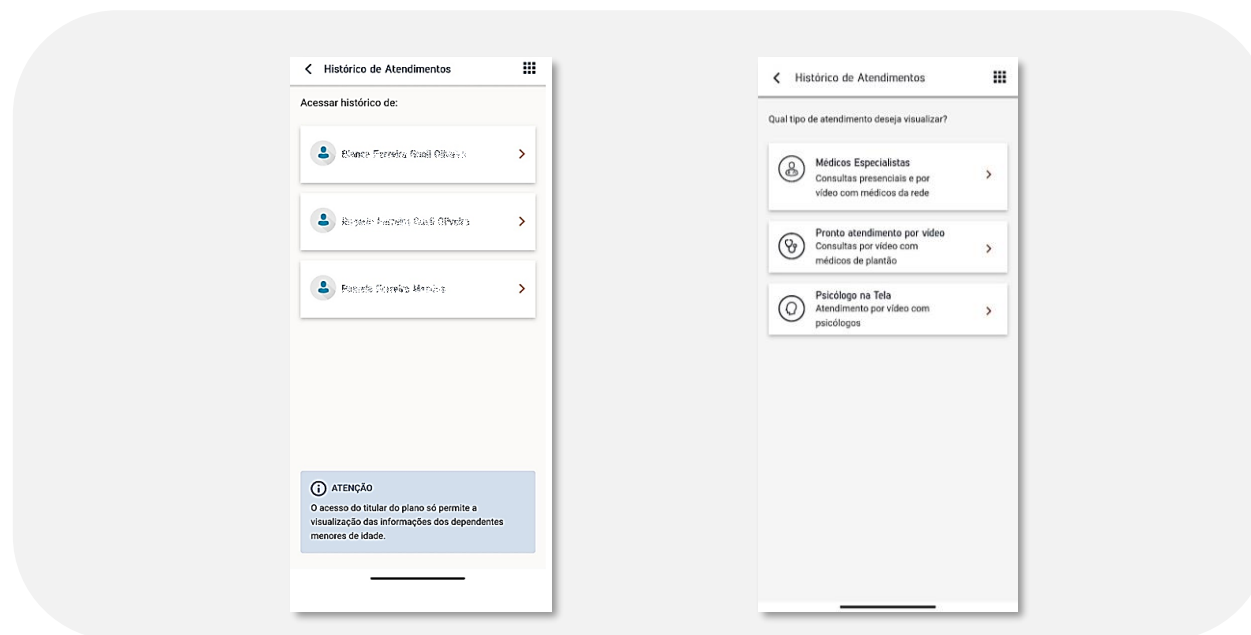 Histórico de Atendimentos
Acessar histórico de:
ATENÇÃO
O acesso do titular do plano só permite a
visualização das informações dos dependentes
menores de idade.
Histórico de Atendimentos
Qual tipo de atendimento deseja visualizar?
Médicos Especialistas
Consultas presenciais e por
vídeo com médicos da rede
Pronto atendimento por vídeo
Consultas por vídeo com
médicos de plantão
Psicólogo na Tela
Atendimento por vídeo com
psicólogos